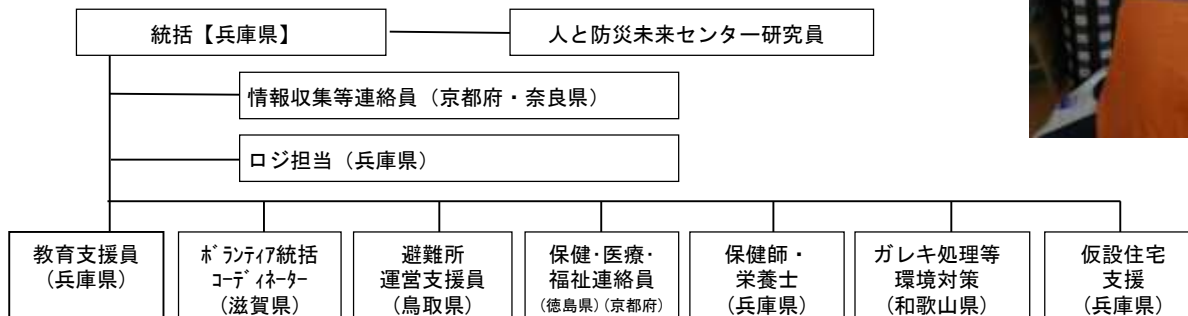 統括【兵庫県】
人と防災未来センター研究員
情報収集等連絡員（京都府・奈良県）
ロジ担当（兵庫県）
教育支援員
（兵庫県）
ﾎﾞﾗﾝﾃｨｱ統括
ｺｰﾃﾞｨﾈｰﾀｰ
（滋賀県）
避難所
運営支援員
（鳥取県）
保健・医療・
福祉連絡員
（徳島県）（京都府）
保健師・
栄養士
（兵庫県）
ガレキ処理等
環境対策
（和歌山県）
仮設住宅
支援
（兵庫県）